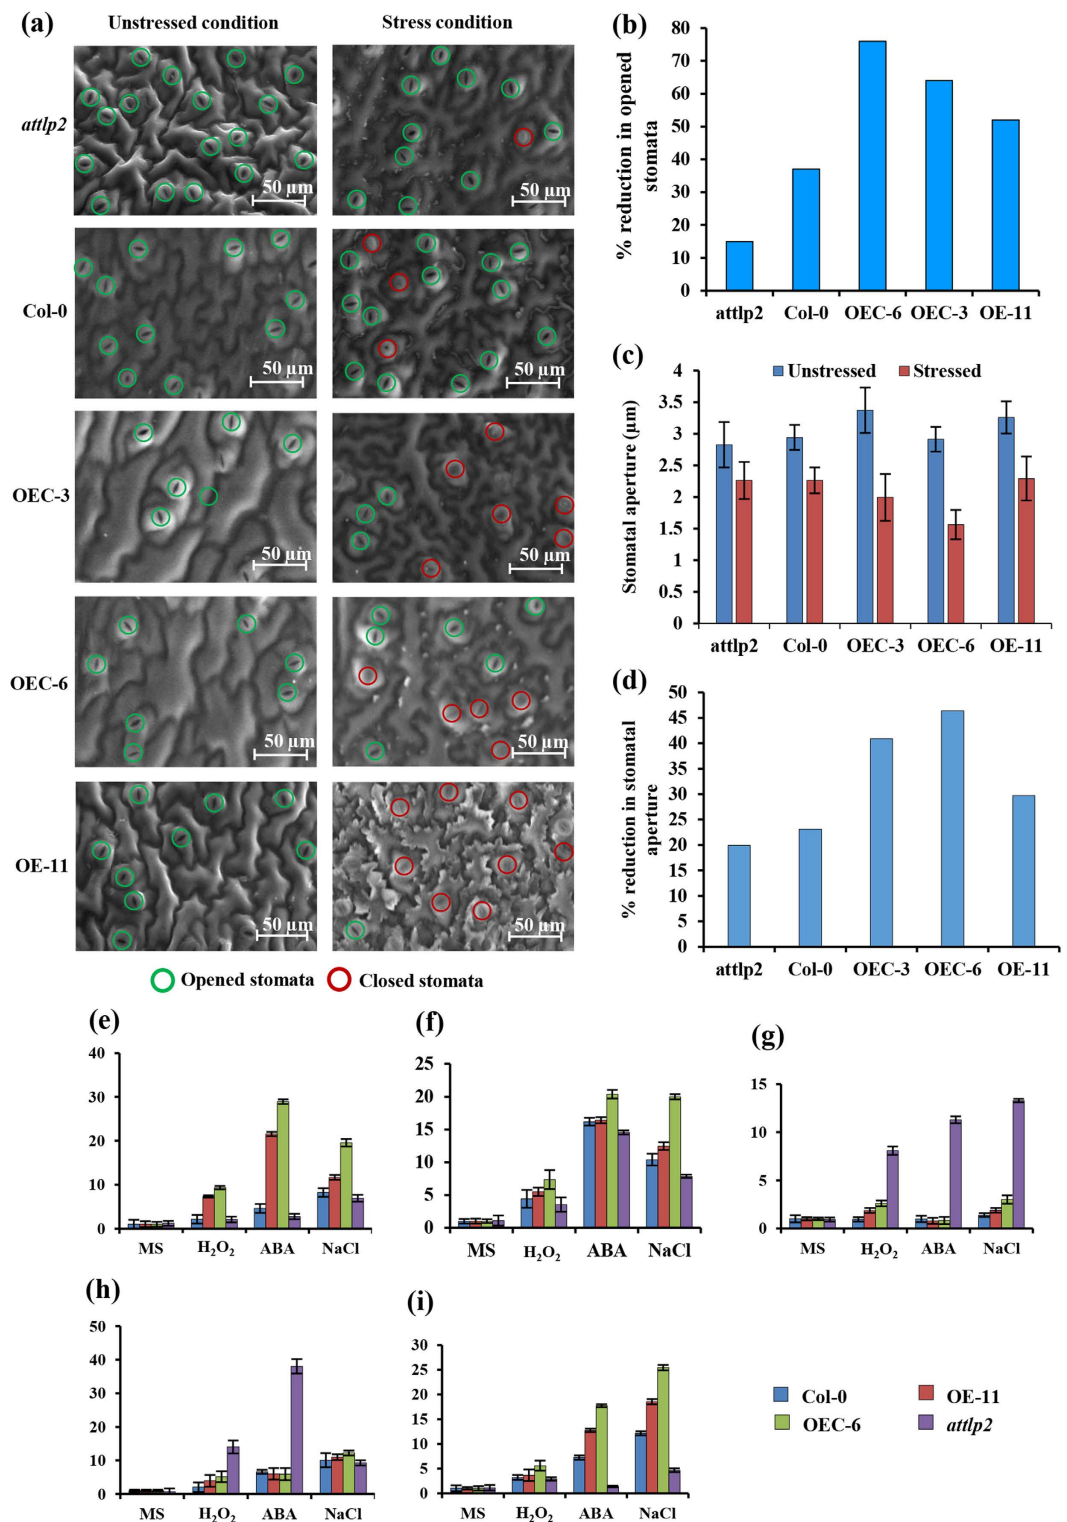 (a)
Unstressed condition
Stress condition
attlp2
50 µm
50 µm
Col-0
50 µm
50 µm
OEC-3
50 µm
50 µm
OEC-6
50 µm
50 µm
OE-11
50 µm
50 µm
Opened stomata
Closed stomata
(b)
% reduction in opened
stomata
80
70
60
50
40
30
20
10
0
attlp2 Col-0 OEC-6 OEC-3 OE-11
(c)
Unstressed Stressed
Stomatal aperture (µm)
4
3.5
3
2.5
2
1.5
1
0.5
0
attlp2 Col-0 OEC-3 OEC-6 OE-11
(d)
% reduction in stomatal
aperture
50
45
40
35
30
25
20
15
10
5
0
attlp2 Col-0 OEC-3 OEC-6 OE-11
(e)
40
30
20
10
0
MS H₂O₂ ABA NaCl
(f)
25
20
15
10
5
0
MS H₂O₂ ABA NaCl
(g)
15
10
5
0
MS H₂O₂ ABA NaCl
(h)
50
40
30
20
10
0
MS H₂O₂ ABA NaCl
(i)
30
25
20
15
10
5
0
MS H₂O₂ ABA NaCl
Col-0 OE-11
OEC-6 attlp2